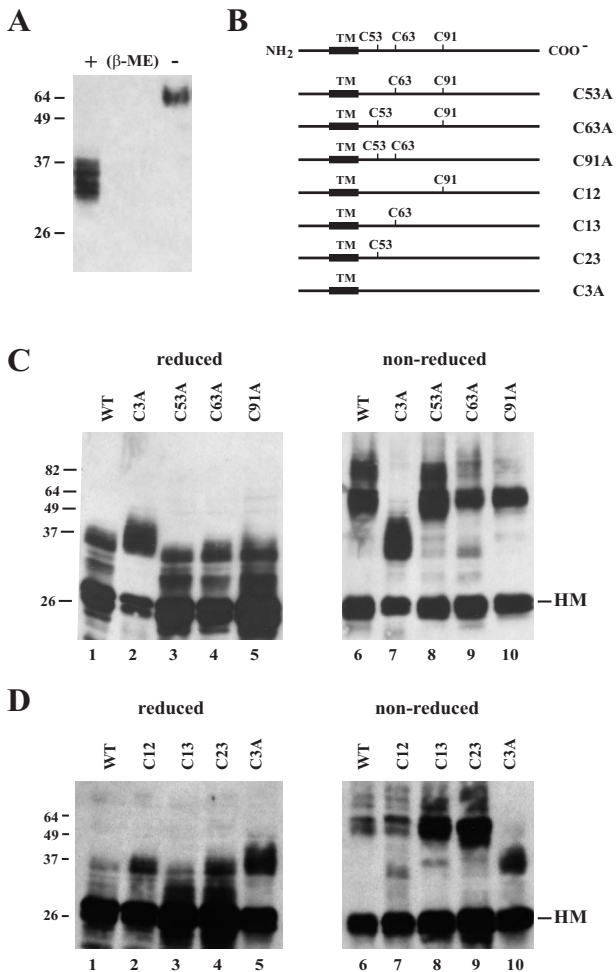 A
+ (β-ME) -
64
49
37
26
B
TM C53 C63 C91
NH2 COO-
TM C63 C91 C53A
TM C53 C91 C63A
TM C53 C63 C91A
TM C91 C12
TM C63 C13
TM C53 C23
TM C3A
C
reduced
WT C3A C53A C63A C91A
82
64
49
37
26
1 2 3 4 5
non-reduced
WT C3A C53A C63A C91A
HM
6 7 8 9 10
D
reduced
WT C12 C13 C23 C3A
64
49
37
26
1 2 3 4 5
non-reduced
WT C12 C13 C23 C3A
HM
6 7 8 9 10